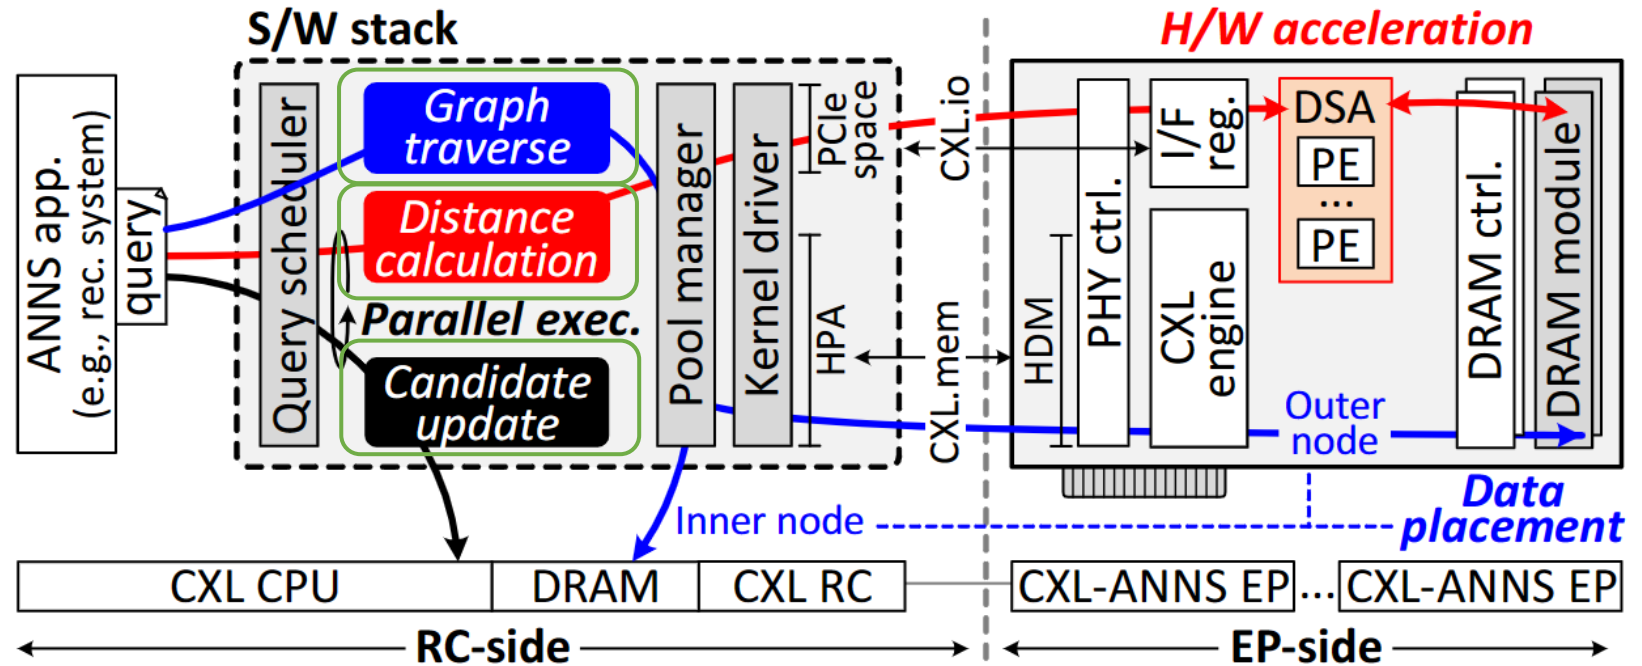 S/W stack
H/W acceleration
ANNS app.
(e.g., rec. system)
query
Query scheduler
Graph
traverse
Distance
calculation
Parallel exec.
Candidate
update
Pool manager
Kernel driver
PCIe
space
HPA
CXL.io
CXL.mem
HDM
PHY ctrl.
I/F
reg.
CXL
engine
DSA
PE
...
PE
DRAM ctrl.
DRAM module
Outer
node
Inner node
Data
placement
CXL CPU
DRAM
CXL RC
CXL-ANNS EP
...
CXL-ANNS EP
RC-side
EP-side